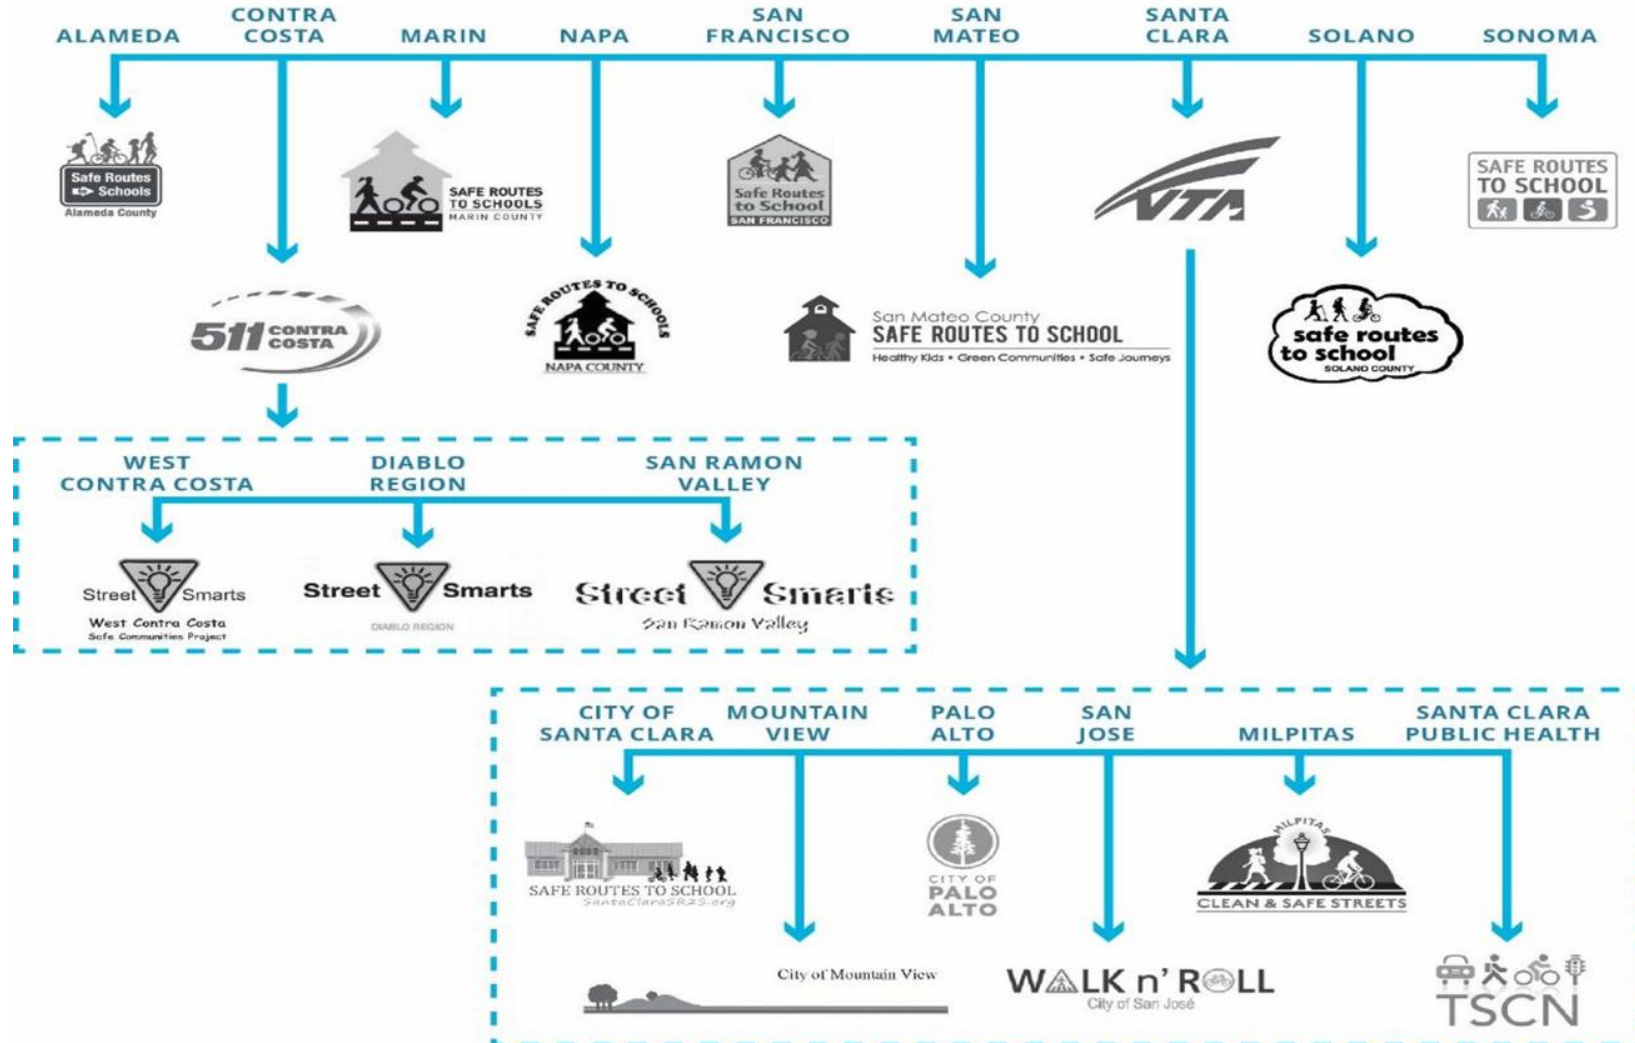 ALAMEDA
CONTRA
COSTA
MARIN
NAPA
SAN
FRANCISCO
SAN
MATEO
SANTA
CLARA
SOLANO
SONOMA
Safe Routes
Schools
Alameda County
SAFE ROUTES
TO SCHOOLS
MARIN COUNTY
Safe Routes
to School
SAN FRANCISCO
VTA
SAFE ROUTES
TO SCHOOL
511 CONTRA
COSTA
SAFE ROUTES TO SCHOOLS
NAPA COUNTY
San Mateo County
SAFE ROUTES TO SCHOOL
Healthy Kids • Green Communities • Safe Journeys
safe routes
to school
SOLANO COUNTY
WEST
CONTRA COSTA
DIABLO
REGION
SAN RAMON
VALLEY
Street Smarts
West Contra Costa
Safe Communities Project
Street Smarts
DIABLO REGION
Street Smarts
San Ramon Valley
CITY OF
SANTA CLARA
MOUNTAIN
VIEW
PALO
ALTO
SAN
JOSE
MILPITAS
SANTA CLARA
PUBLIC HEALTH
SAFE ROUTES TO SCHOOL
SantaClaraSR2S.org
CITY OF
PALO
ALTO
MILPITAS
CLEAN & SAFE STREETS
City of Mountain View
WALK n' ROLL
City of San José
TSCN